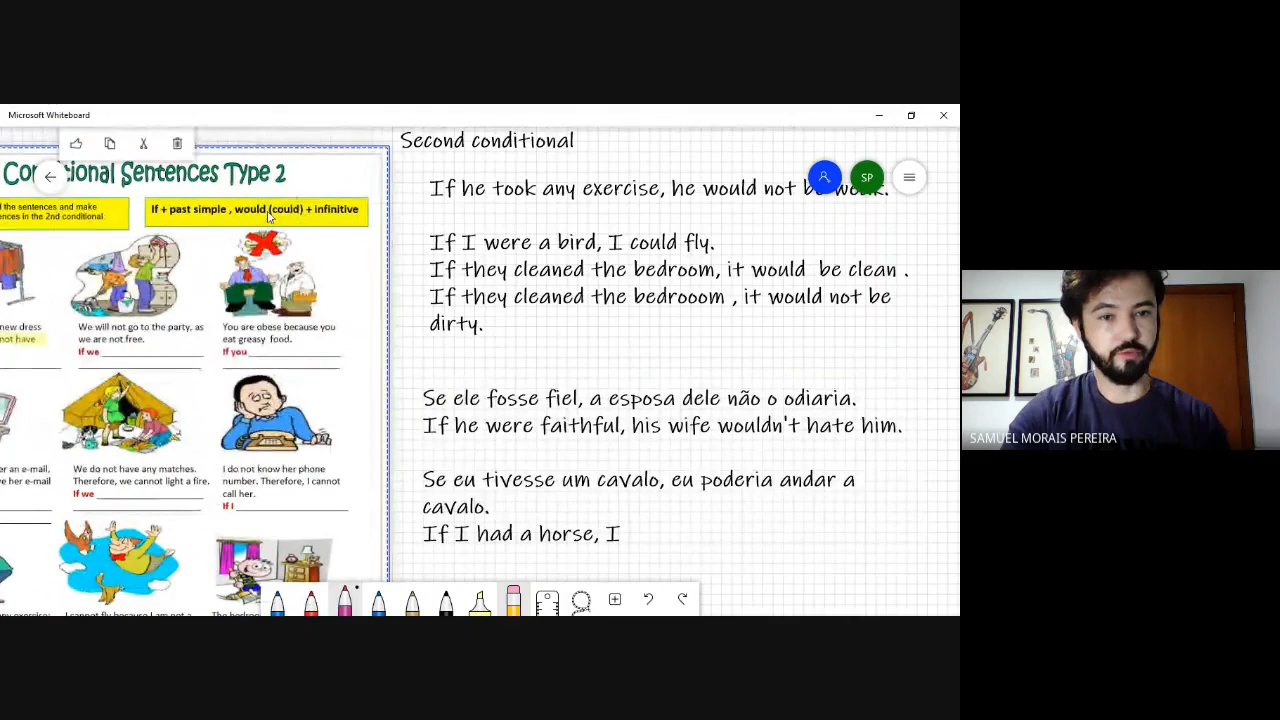 Microsoft Whiteboard
Second conditional
Conditional Sentences Type 2
If he took any exercise, he would not be weak.
SP
d the sentences and make
ences in the 2nd conditional.
If + past simple , would (could) + infinitive
If I were a bird, I could fly.
If they cleaned the bedroom, it would be clean .
If they cleaned the bedrooom , it would not be
dirty.
new dress
not have
We will not go to the party, as
we are not free.
If we
You are obese because you
eat greasy food.
If you
Se ele fosse fiel, a esposa dele não o odiaria.
If he were faithful, his wife wouldn't hate him.
SAMUEL MORAIS PEREIRA
er an e-mail,
ve her e-mail
We do not have any matches.
Therefore, we cannot light a fire.
If we
I do not know her phone
number. Therefore, I cannot
call her.
If I
Se eu tivesse um cavalo, eu poderia andar a
cavalo.
If I had a horse, I